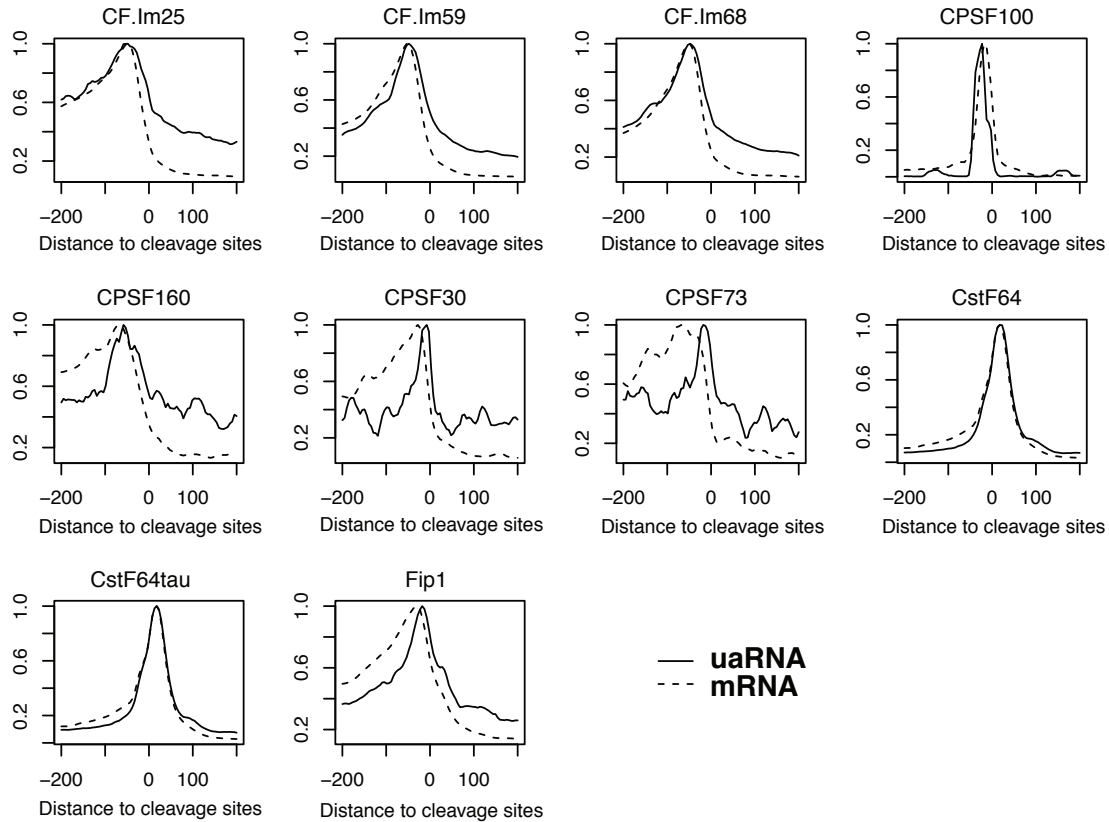 CF.Im25 CF.Im59 CF.Im68 CPSF100
0.2 0.6 1.0 0.2 0.6 1.0 0.2 0.6 1.0 0.2 0.6 1.0
−200 0 100 −200 0 100 −200 0 100 −200 0 100
Distance to cleavage sites Distance to cleavage sites Distance to cleavage sites Distance to cleavage sites
CPSF160 CPSF30 CPSF73 CstF64
0.2 0.6 1.0 0.2 0.6 1.0 0.2 0.6 1.0 0.2 0.6 1.0
−200 0 100 −200 0 100 −200 0 100 −200 0 100
Distance to cleavage sites Distance to cleavage sites Distance to cleavage sites Distance to cleavage sites
CstF64tau Fip1
0.2 0.6 1.0 0.2 0.6 1.0
−200 0 100 −200 0 100
Distance to cleavage sites Distance to cleavage sites
uaRNA
mRNA